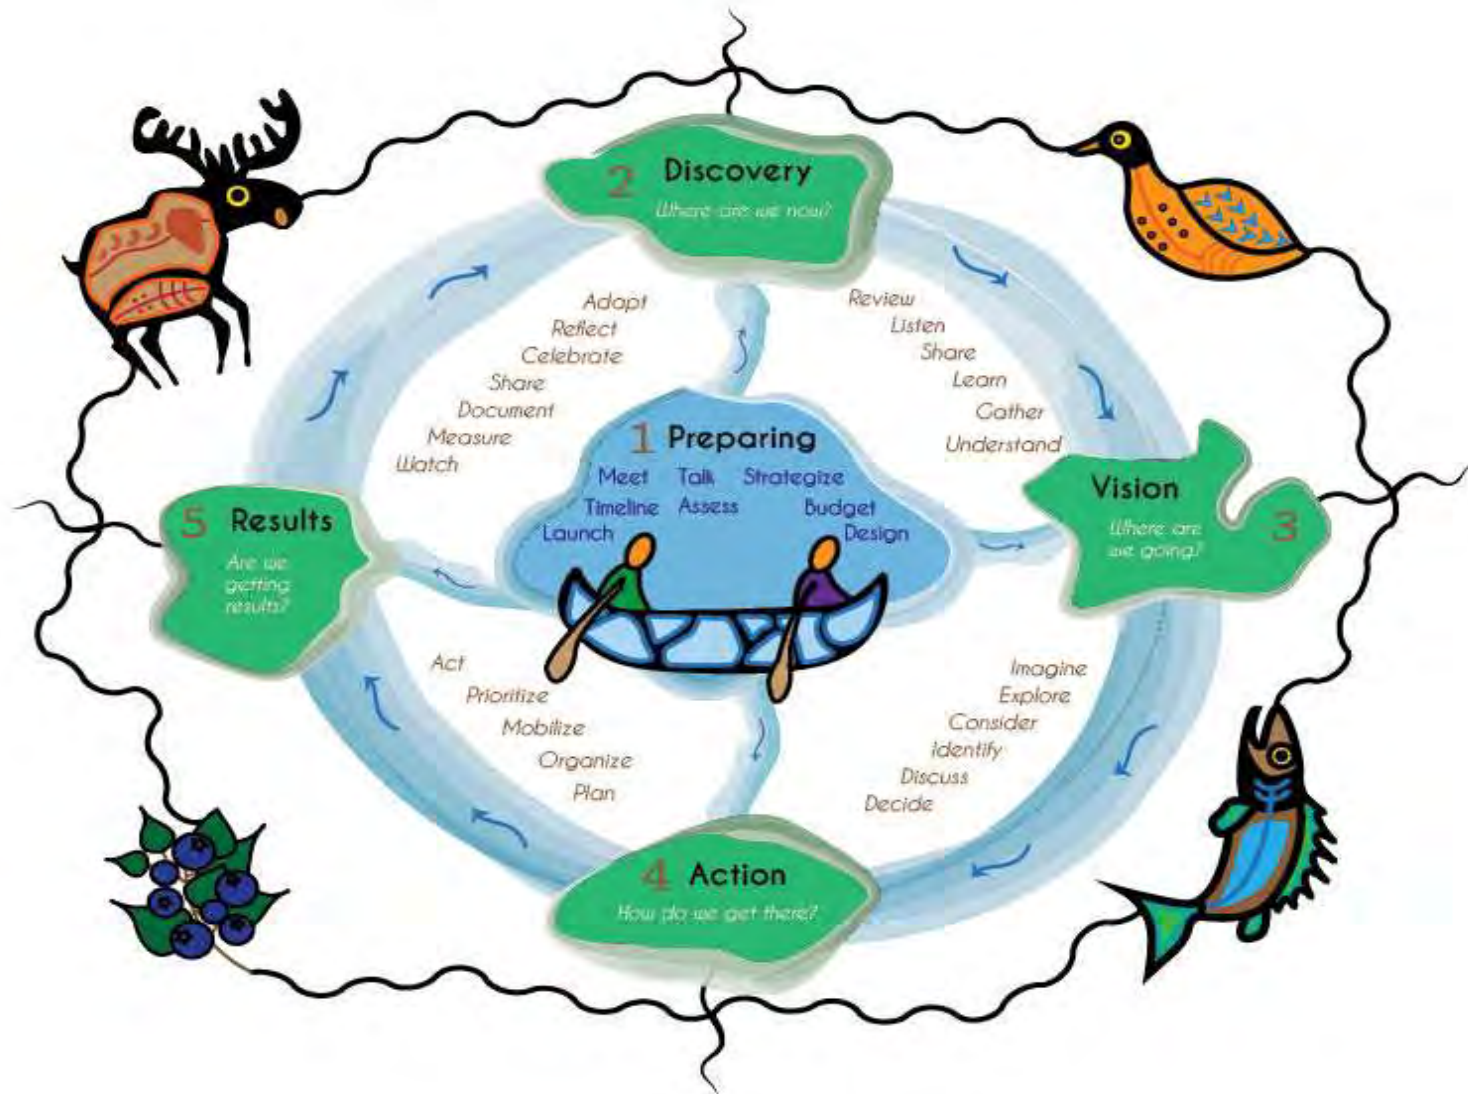 2 Discovery
Where are we now?
Adapt
Reflect
Celebrate
Share
Document
Measure
Watch
Review
Listen
Share
Learn
Gather
Understand
1 Preparing
Meet Talk Strategize
Timeline Assess Budget
Launch Design
Vision
3
Where are
we going?
5 Results
Are we
getting
results?
Act
Prioritize
Mobilize
Organize
Plan
Imagine
Explore
Consider
Identify
Discuss
Decide
4 Action
How do we get there?